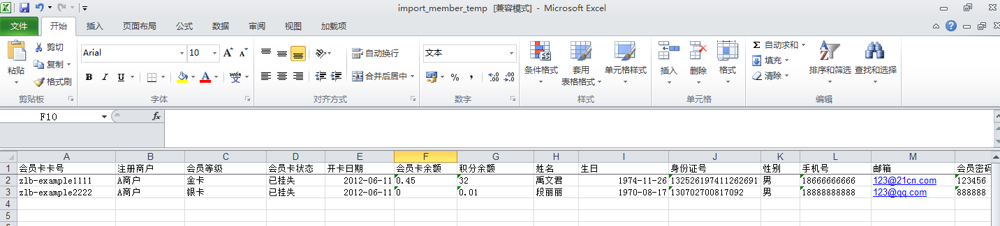 import_member_temp [兼容模式] - Microsoft Excel
文件 开始 插入 页面布局 公式 数据 审阅 视图 加载项
剪切 Arial 10 自动换行 文本 自动求和
粘贴 复制 条件格式 套用 单元格样式 插入 删除 格式 填充 排序和筛选 查找和选择
格式刷 B I U 合并后居中 % 表格格式 清除
剪贴板 字体 对齐方式 数字 样式 单元格 编辑
F10 fx
A B C D E F G H I J K L M
1 会员卡卡号 注册商户 会员等级 会员卡状态 开卡日期 会员卡余额 积分余额 姓名 生日 身份证号 性别 手机号 邮箱 会员密码
2 zlb-example1111 A商户 金卡 已挂失 2012-06-11 0.45 32 禹文君 1974-11-26 132526197411262691 男 18666666666 123@21cn.com 123456
3 zlb-example2222 A商户 银卡 已挂失 2012-06-11 0 0.01 段丽丽 1970-08-17 130702700817092 男 18888888888 123@qq.com 888888
4
5